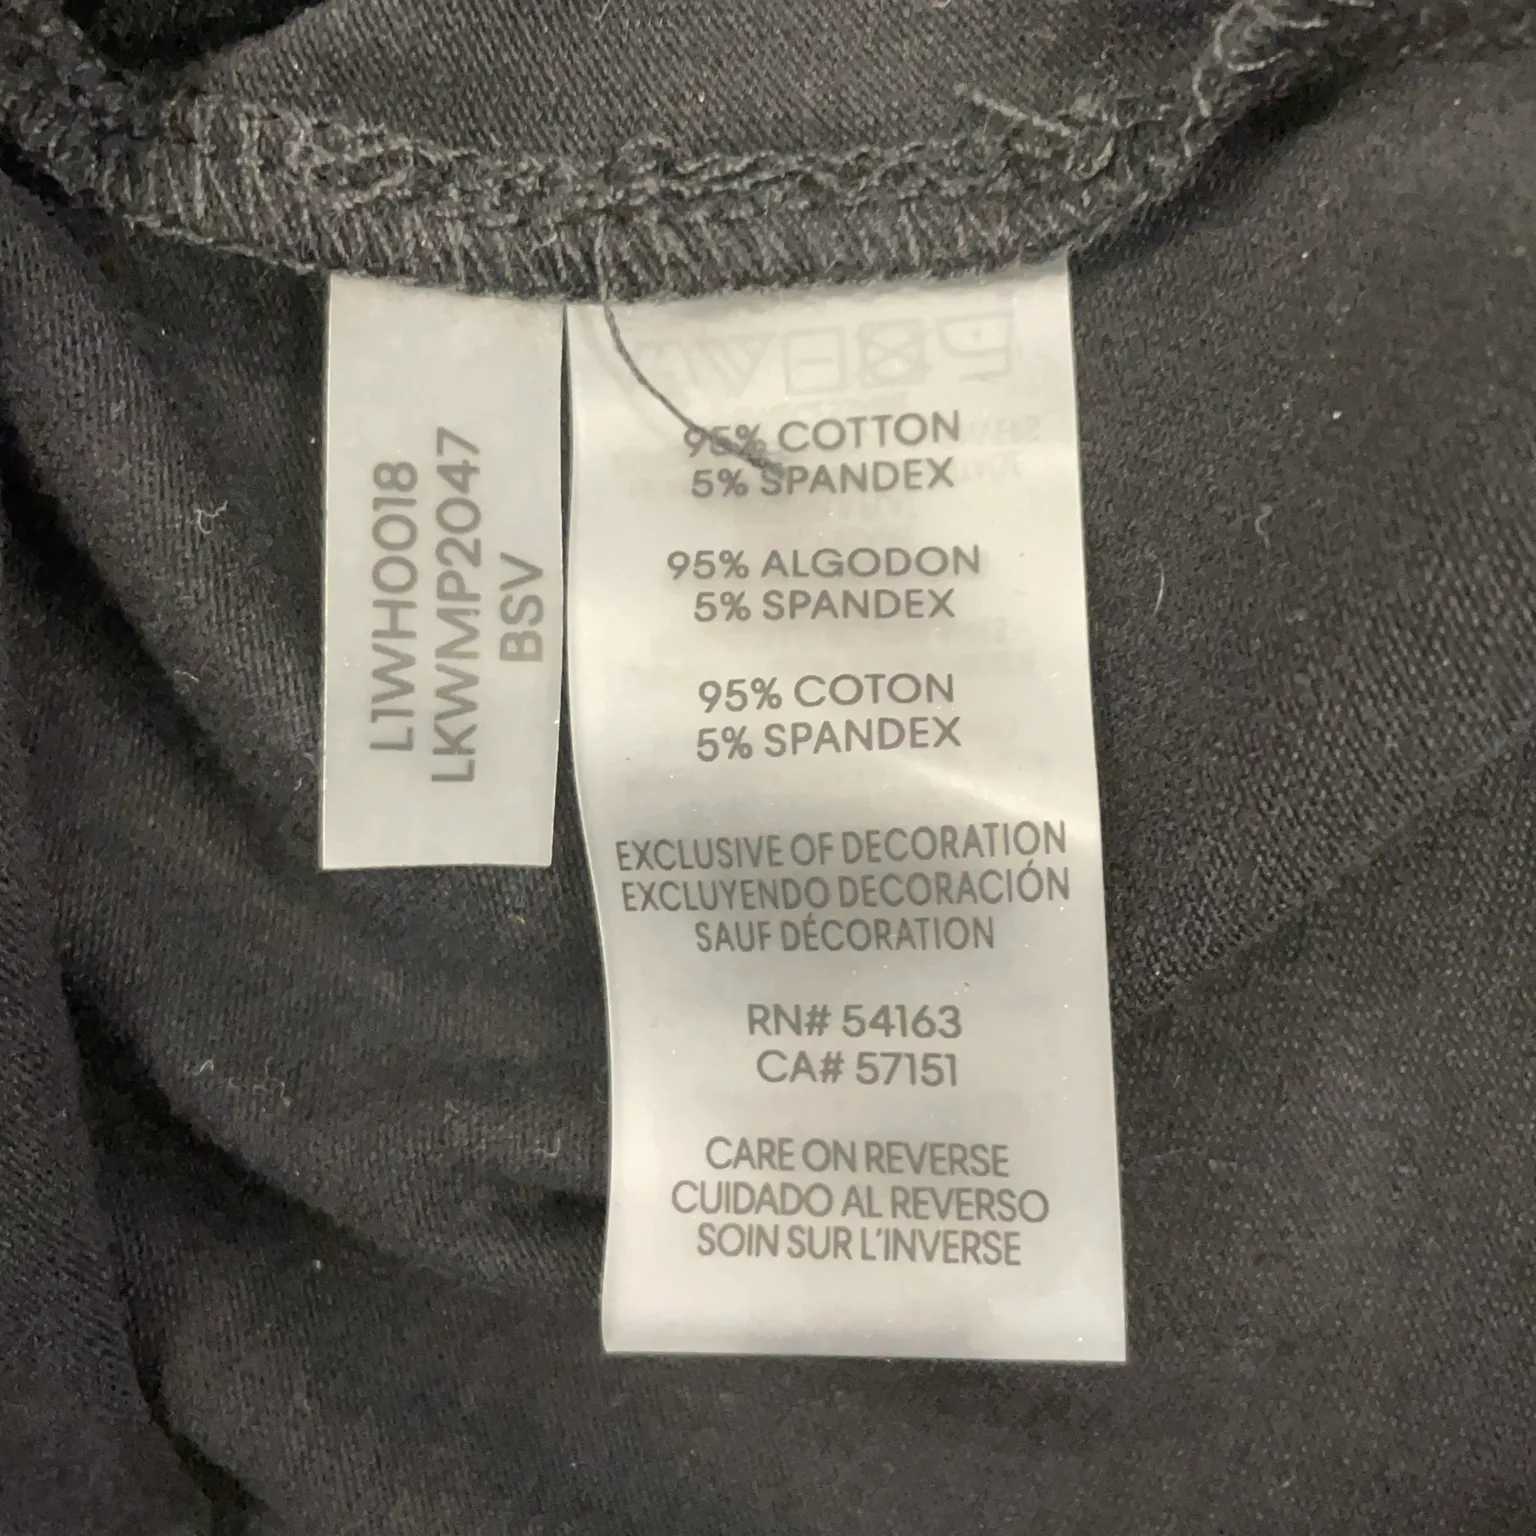 L1WH0018
LKWMP2047
BSV
95% COTTON
5% SPANDEX
95% ALGODON
5% SPANDEX
95% COTON
5% SPANDEX
EXCLUSIVE OF DECORATION
EXCLUYENDO DECORACIÓN
SAUF DÉCORATION
RN# 54163
CA# 57151
CARE ON REVERSE
CUIDADO AL REVERSO
SOIN SUR L'INVERSE